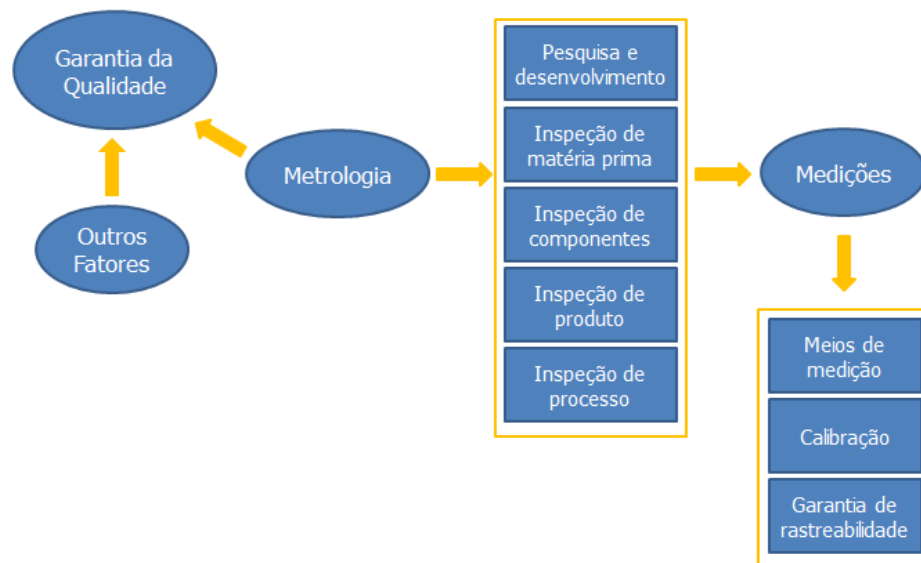 Garantia da
Qualidade
Outros
Fatores
Metrologia
Pesquisa e
desenvolvimento
Inspeção de
matéria prima
Inspeção de
componentes
Inspeção de
produto
Inspeção de
processo
Medições
Meios de
medição
Calibração
Garantia de
rastreabilidade